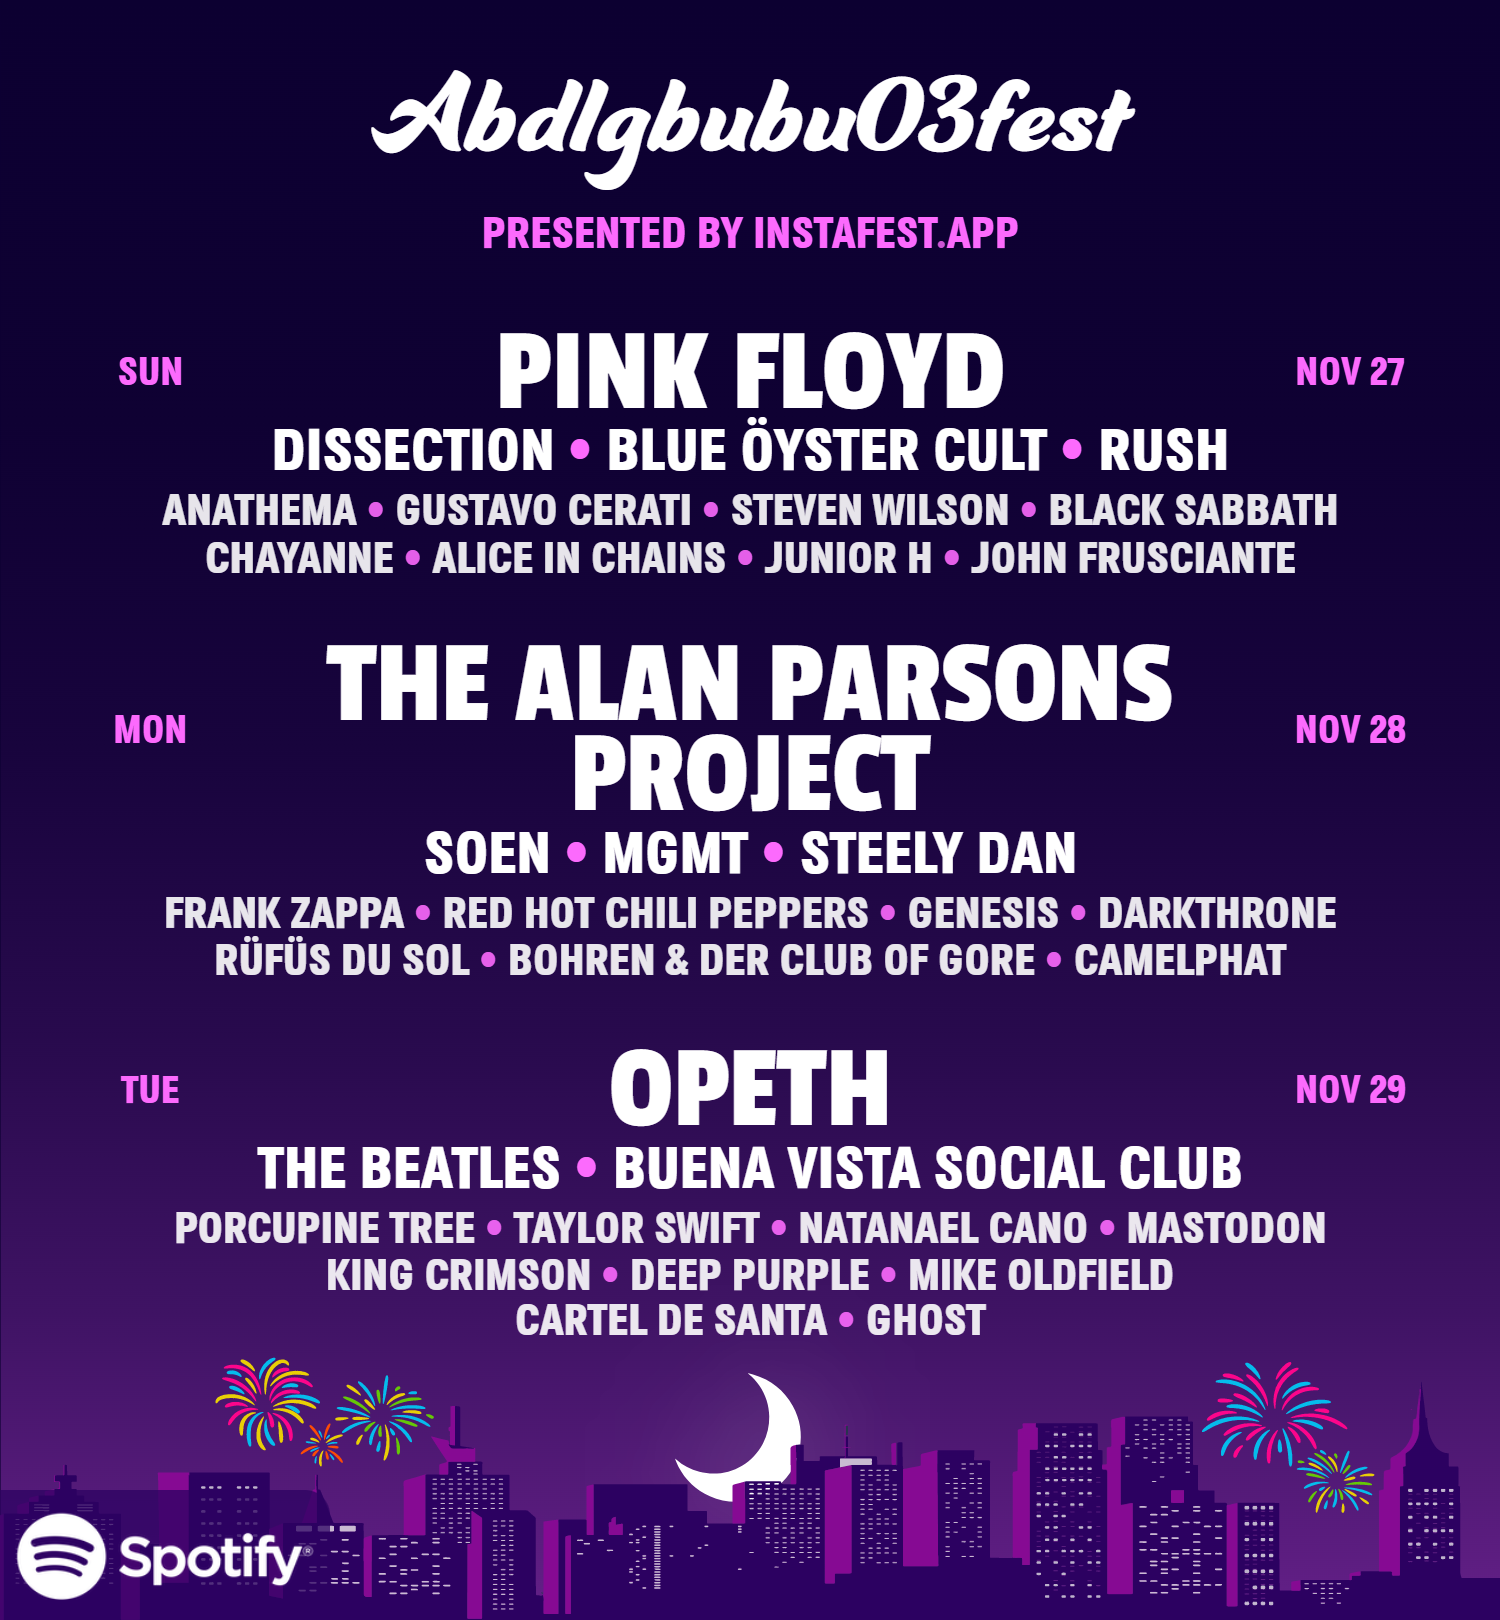 Abdlgbubu03fest
PRESENTED BY INSTAFEST.APP
SUN
PINK FLOYD
NOV 27
DISSECTION • BLUE ÖYSTER CULT • RUSH
ANATHEMA • GUSTAVO CERATI • STEVEN WILSON • BLACK SABBATH
CHAYANNE • ALICE IN CHAINS • JUNIOR H • JOHN FRUSCIANTE
MON
THE ALAN PARSONS
PROJECT
NOV 28
SOEN • MGMT • STEELY DAN
FRANK ZAPPA • RED HOT CHILI PEPPERS • GENESIS • DARKTHRONE
RÜFÜS DU SOL • BOHREN & DER CLUB OF GORE • CAMELPHAT
TUE
OPETH
NOV 29
THE BEATLES • BUENA VISTA SOCIAL CLUB
PORCUPINE TREE • TAYLOR SWIFT • NATANAEL CANO • MASTODON
KING CRIMSON • DEEP PURPLE • MIKE OLDFIELD
CARTEL DE SANTA • GHOST
Spotify®